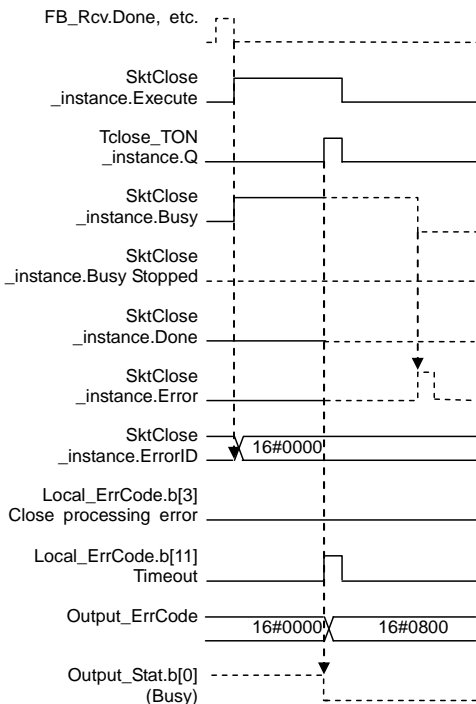 FB_Rcv.Done, etc.
SktClose
_instance.Execute
Tclose_TON
_instance.Q
SktClose
_instance.Busy
SktClose
_instance.Busy Stopped
SktClose
_instance.Done
SktClose
_instance.Error
SktClose
_instance.ErrorID
16#0000
Local_ErrCode.b[3]
Close processing error
Local_ErrCode.b[11]
Timeout
Output_ErrCode
16#0000
16#0800
Output_Stat.b[0]
(Busy)